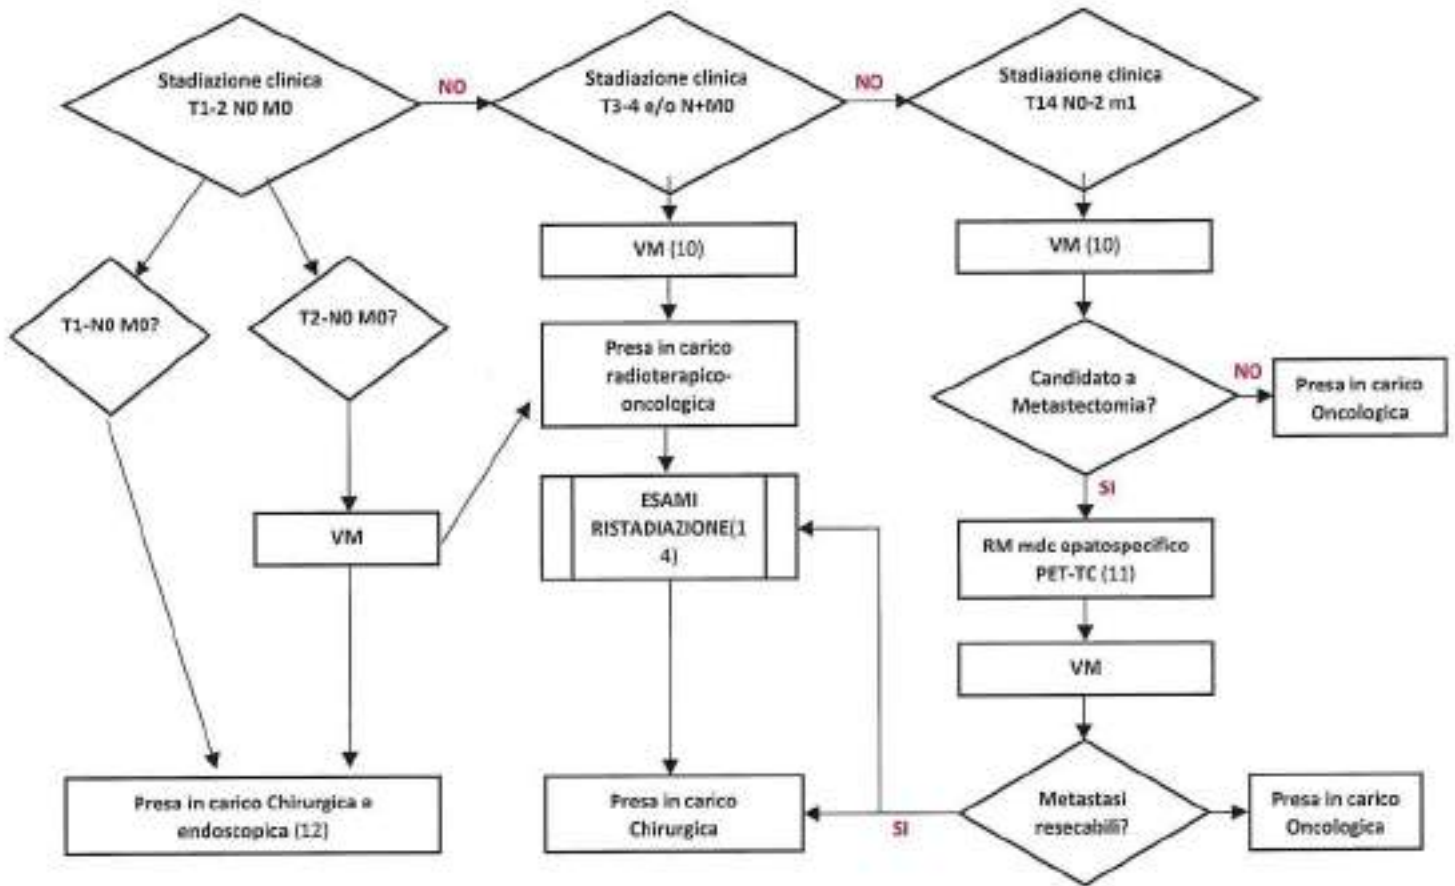 Stadiazione clinica
T1-2 N0 M0
NO
Stadiazione clinica
T3-4 e/o N+M0
NO
Stadiazione clinica
T14 N0-2 m1
T1-N0 M0?
T2-N0 M0?
VM
Presa in carico Chirurgica e
endoscopica (12)
VM (10)
Presa in carico
radioterapico-
oncologica
ESAMI
RISTADIAZIONE(1
4)
Presa in carico
Chirurgica
VM (10)
Candidato a
Metastectomia?
NO
Presa in carico
Oncologica
SI
RM mdc epatospecifico
PET-TC (11)
VM
Metastasi
resecabili?
SI
Presa in carico
Oncologica